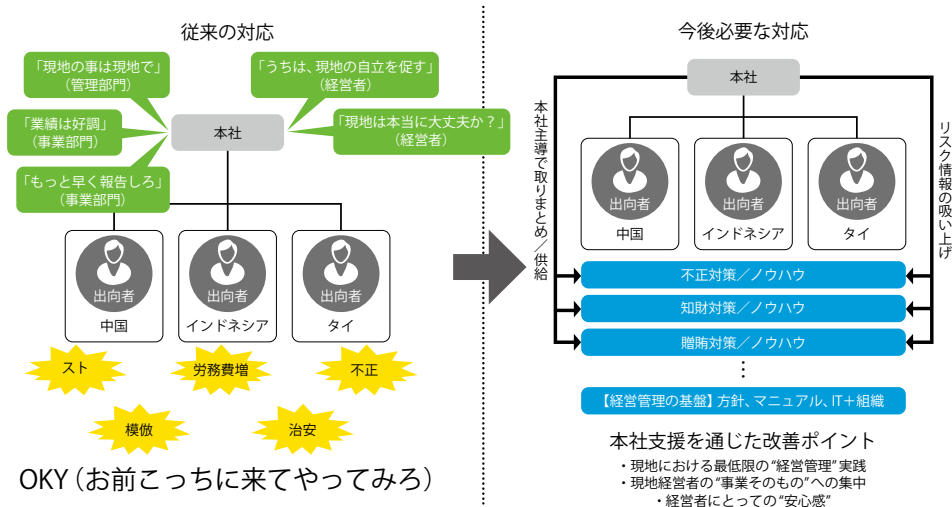 従来の対応
「現地の事は現地で」
（管理部門）
「うちは、現地の自立を促す」
（経営者）
「業績は好調」
（事業部門）
本社
「現地は本当に大丈夫か？」
（経営者）
「もっと早く報告しろ」
（事業部門）
出向者
中国
出向者
インドネシア
出向者
タイ
スト
労務費増
不正
模倣
治安
OKY（お前こっちに来てやってみろ）
今後必要な対応
本社
本社主導で取りまとめ／供給
リスク情報の吸い上げ
出向者
中国
出向者
インドネシア
出向者
タイ
不正対策／ノウハウ
知財対策／ノウハウ
贈賄対策／ノウハウ
⋮
【経営管理の基盤】方針、マニュアル、IT＋組織
本社支援を通じた改善ポイント
・現地における最低限の“経営管理”実践
・現地経営者の“事業そのもの”への集中
・経営者にとっての“安心感”